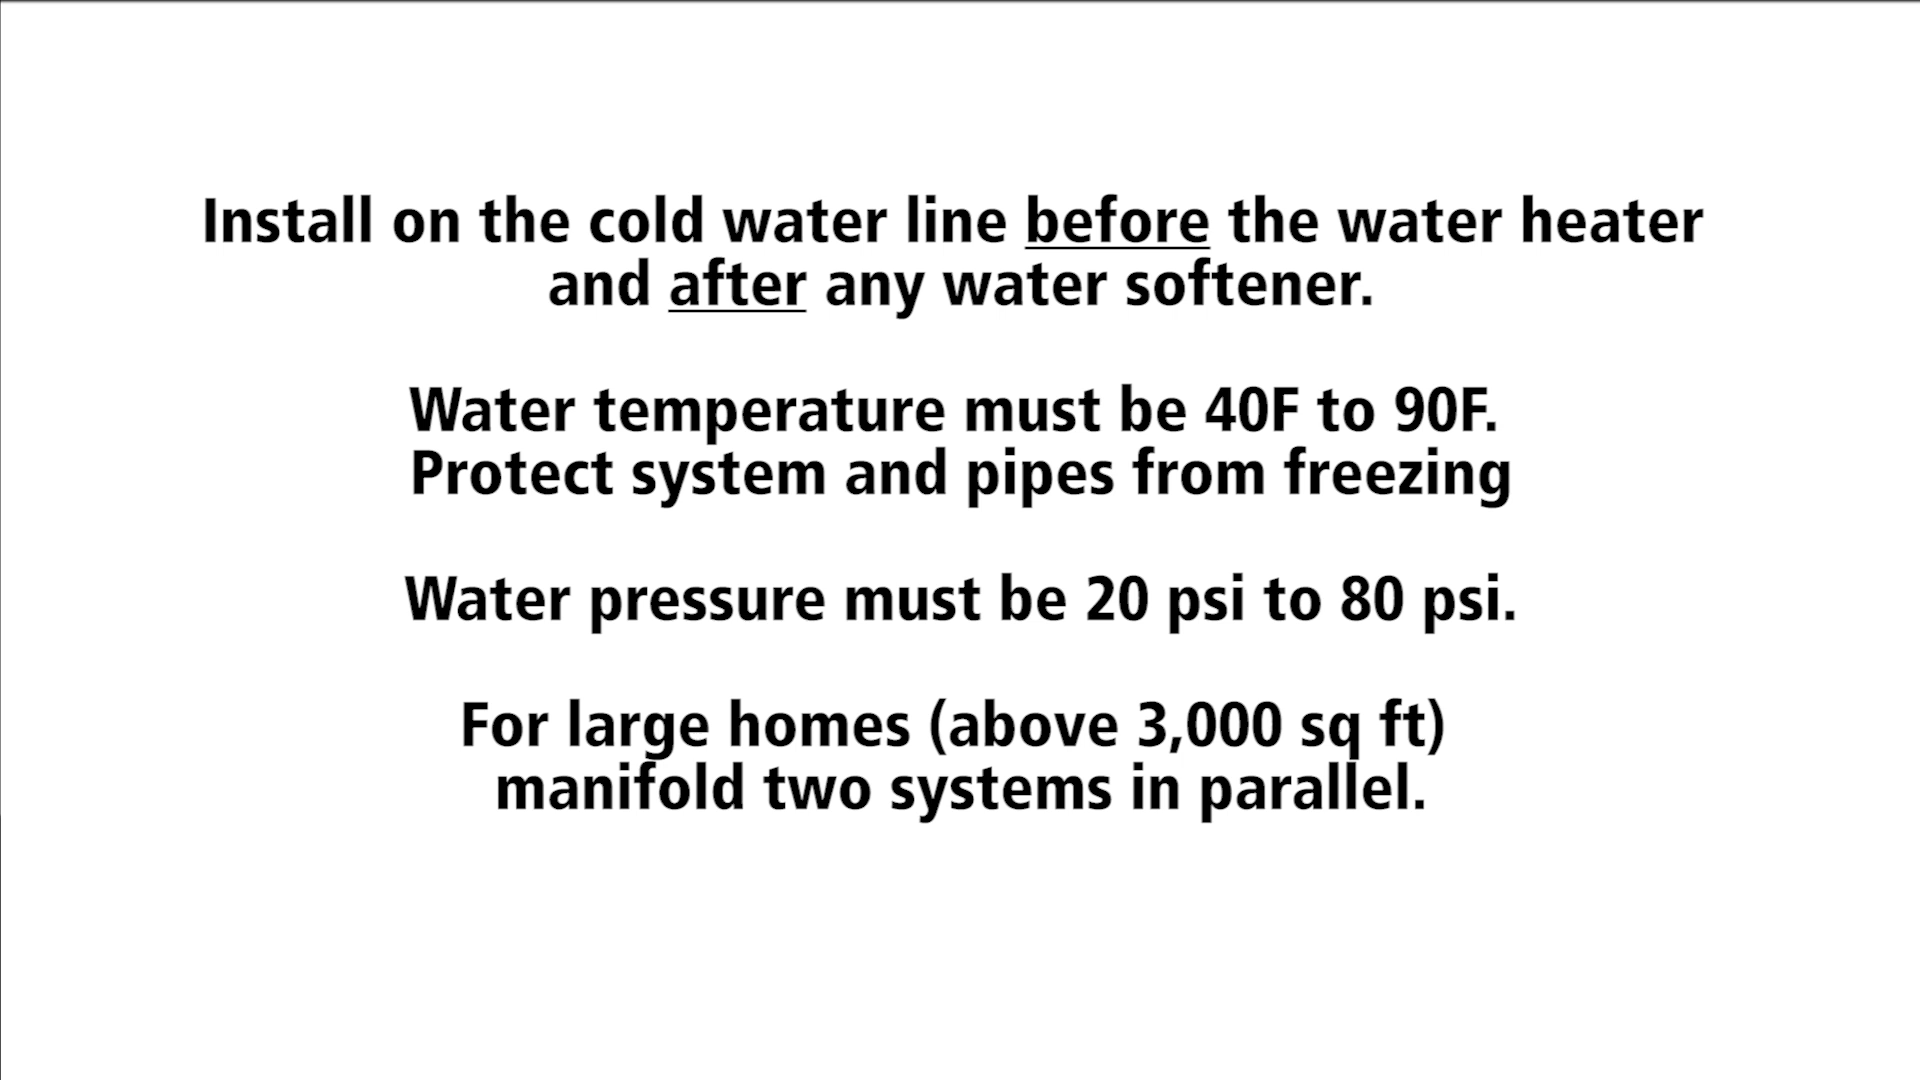 Install on the cold water line before the water heater
and after any water softener.
Water temperature must be 40F to 90F.
Protect system and pipes from freezing
Water pressure must be 20 psi to 80 psi.
For large homes (above 3,000 sq ft)
manifold two systems in parallel.